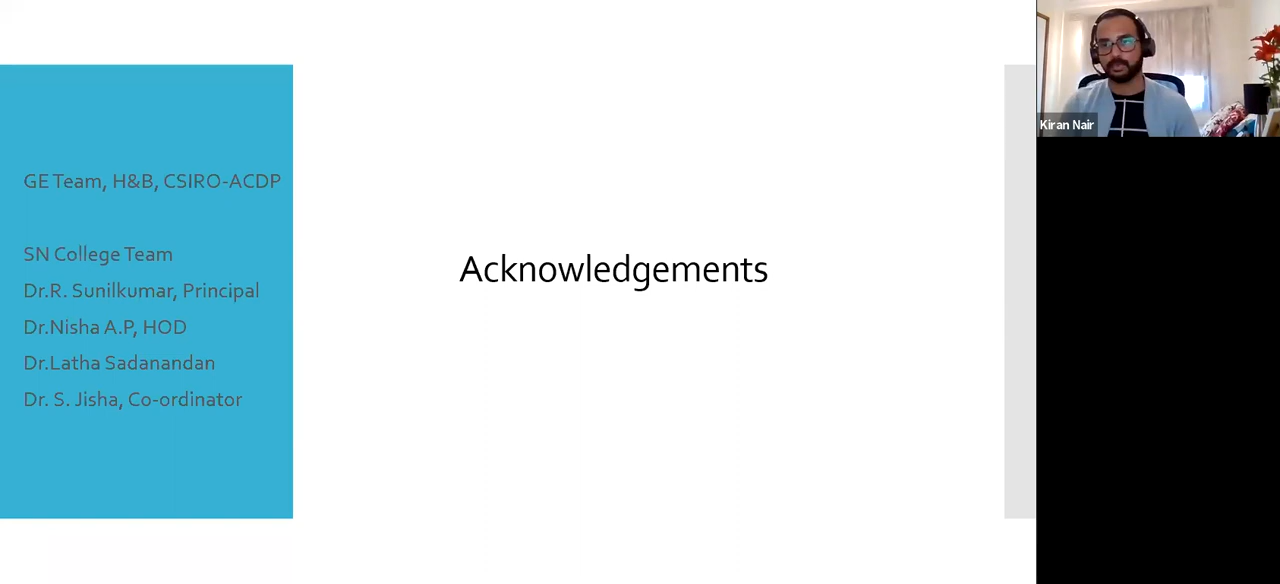 GE Team, H&B, CSIRO-ACDP
SN College Team
Dr.R. Sunilkumar, Principal
Dr.Nisha A.P, HOD
Dr.Latha Sadanandan
Dr. S. Jisha, Co-ordinator
Acknowledgements
Kiran Nair